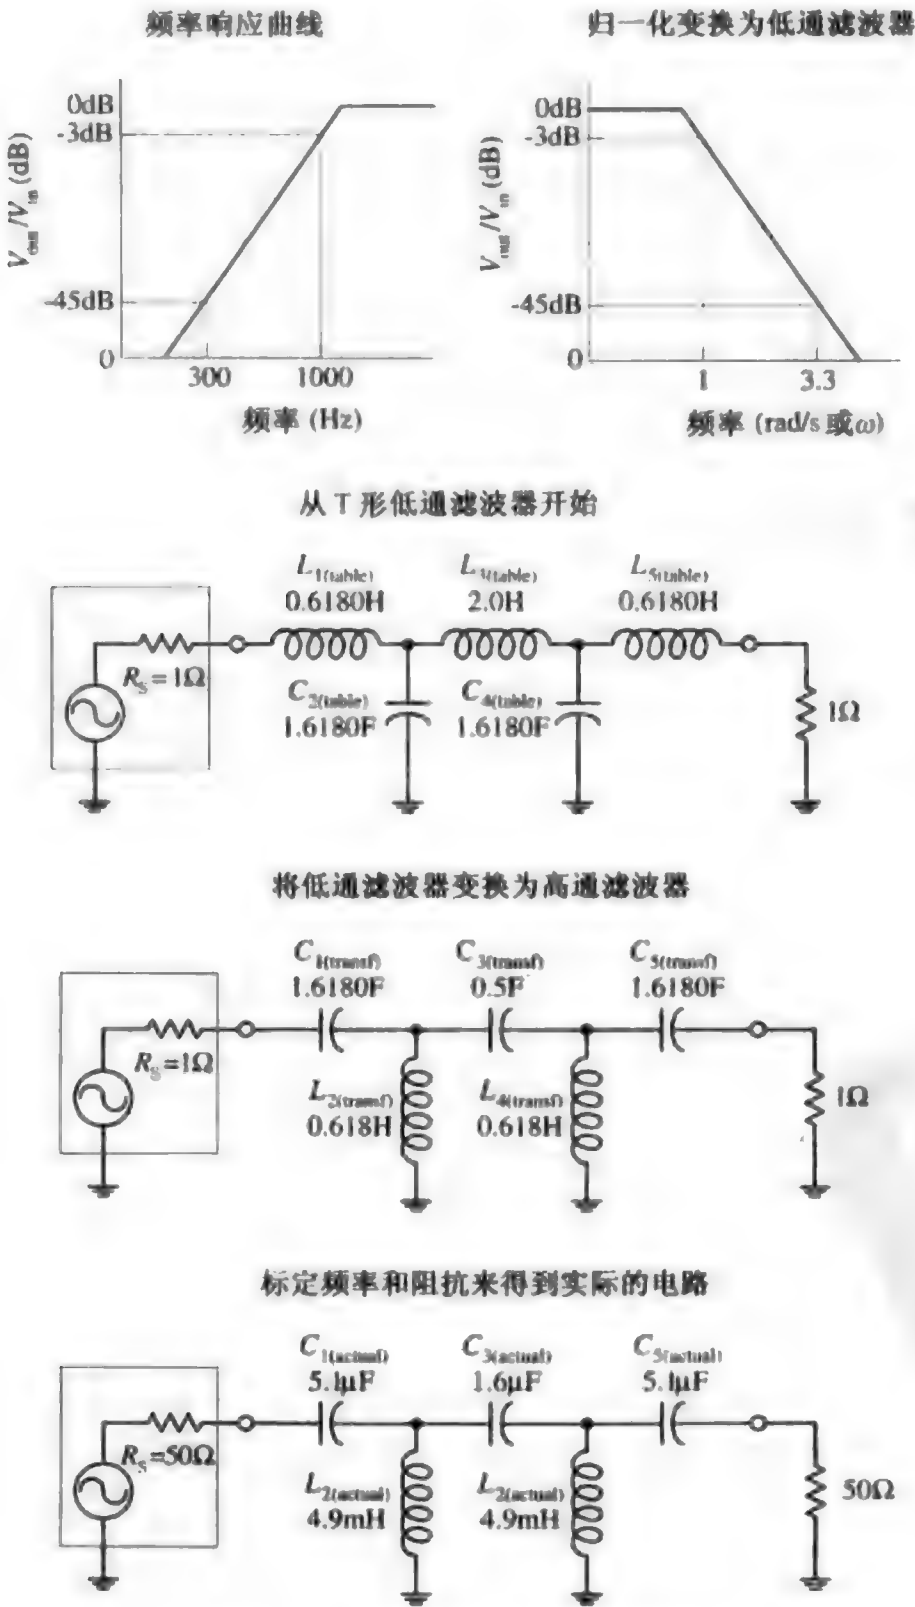 频率响应曲线
归一化变换为低通滤波器
0dB
-3dB
-45dB
0
300
1000
V_out/V_in (dB)
频率 (Hz)
0dB
-3dB
-45dB
0
1
3.3
V_out/V_in (dB)
频率 (rad/s 或ω)
从 T 形低通滤波器开始
L1(table)
0.6180H
L3(table)
2.0H
L5(table)
0.6180H
RS=1Ω
C2(table)
1.6180F
C4(table)
1.6180F
1Ω
将低通滤波器变换为高通滤波器
C1(transf)
1.6180F
C3(transf)
0.5F
C5(transf)
1.6180F
RS=1Ω
L2(transf)
0.618H
L4(transf)
0.618H
1Ω
标定频率和阻抗来得到实际的电路
C1(actual)
5.1μF
C3(actual)
1.6μF
C5(actual)
5.1μF
RS=50Ω
L2(actual)
4.9mH
L2(actual)
4.9mH
50Ω